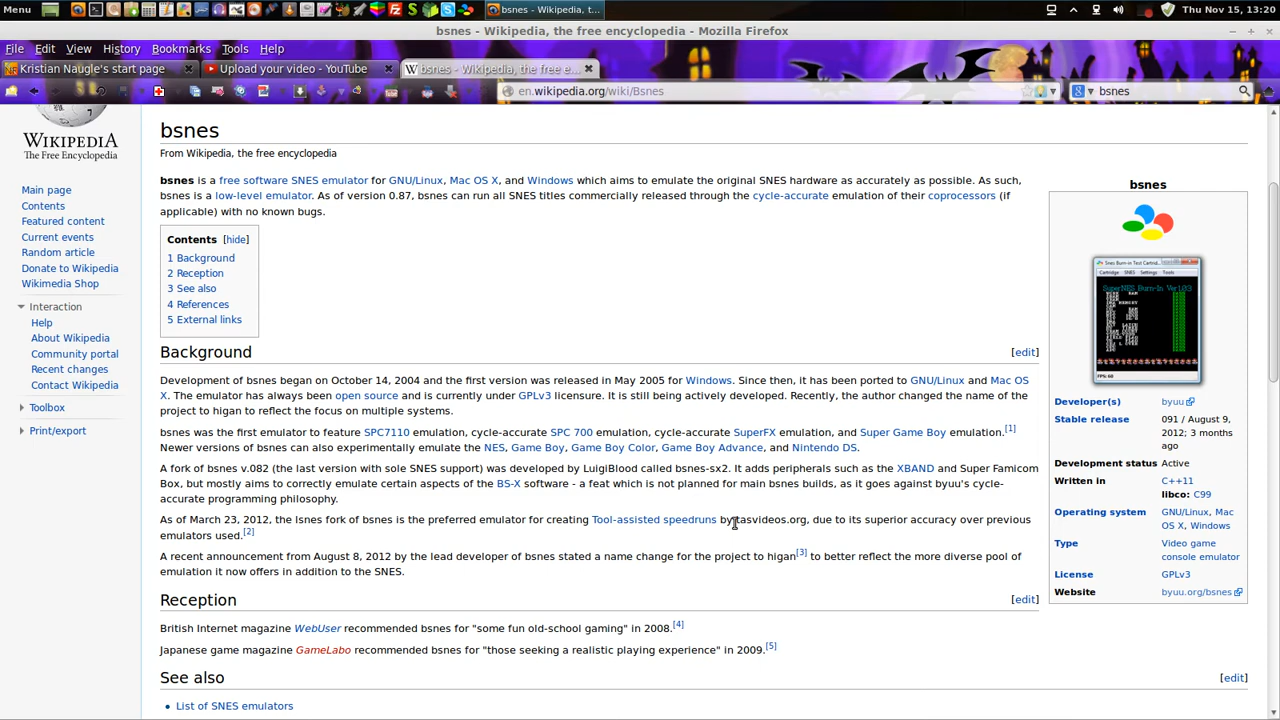 Menu
bsnes - Wikipedia, t...
Thu Nov 15, 13:20
bsnes - Wikipedia, the free encyclopedia - Mozilla Firefox
File Edit View History Bookmarks Tools Help
Kristian Naugle's start page
Upload your video - YouTube
bsnes - Wikipedia, the free e...
en.wikipedia.org/wiki/Bsnes
bsnes
WIKIPEDIA
The Free Encyclopedia
Main page
Contents
Featured content
Current events
Random article
Donate to Wikipedia
Wikimedia Shop
Interaction
Help
About Wikipedia
Community portal
Recent changes
Contact Wikipedia
Toolbox
Print/export
bsnes
From Wikipedia, the free encyclopedia
bsnes is a free software SNES emulator for GNU/Linux, Mac OS X, and Windows which aims to emulate the original SNES hardware as accurately as possible. As such,
bsnes is a low-level emulator. As of version 0.87, bsnes can run all SNES titles commercially released through the cycle-accurate emulation of their coprocessors (if
applicable) with no known bugs.
Contents [hide]
1 Background
2 Reception
3 See also
4 References
5 External links
Background [edit]
Development of bsnes began on October 14, 2004 and the first version was released in May 2005 for Windows. Since then, it has been ported to GNU/Linux and Mac OS
X. The emulator has always been open source and is currently under GPLv3 licensure. It is still being actively developed. Recently, the author changed the name of the
project to higan to reflect the focus on multiple systems.
bsnes was the first emulator to feature SPC7110 emulation, cycle-accurate SPC 700 emulation, cycle-accurate SuperFX emulation, and Super Game Boy emulation.[1]
Newer versions of bsnes can also experimentally emulate the NES, Game Boy, Game Boy Color, Game Boy Advance, and Nintendo DS.
A fork of bsnes v.082 (the last version with sole SNES support) was developed by LuigiBlood called bsnes-sx2. It adds peripherals such as the XBAND and Super Famicom
Box, but mostly aims to correctly emulate certain aspects of the BS-X software - a feat which is not planned for main bsnes builds, as it goes against byuu's cycle-
accurate programming philosophy.
As of March 23, 2012, the lsnes fork of bsnes is the preferred emulator for creating Tool-assisted speedruns by tasvideos.org, due to its superior accuracy over previous
emulators used.[2]
A recent announcement from August 8, 2012 by the lead developer of bsnes stated a name change for the project to higan[3] to better reflect the more diverse pool of
emulation it now offers in addition to the SNES.
Reception [edit]
British Internet magazine WebUser recommended bsnes for "some fun old-school gaming" in 2008.[4]
Japanese game magazine GameLabo recommended bsnes for "those seeking a realistic playing experience" in 2009.[5]
See also [edit]
List of SNES emulators
bsnes
Snes Burn-in Test Cartrid...
Cartridge SNES Settings Tools
SuperNES Burn-In Ver1.03
FPS: 60
Developer(s) byuu
Stable release 091 / August 9,
2012; 3 months
ago
Development status Active
Written in C++11
libco: C99
Operating system GNU/Linux, Mac
OS X, Windows
Type Video game
console emulator
License GPLv3
Website byuu.org/bsnes